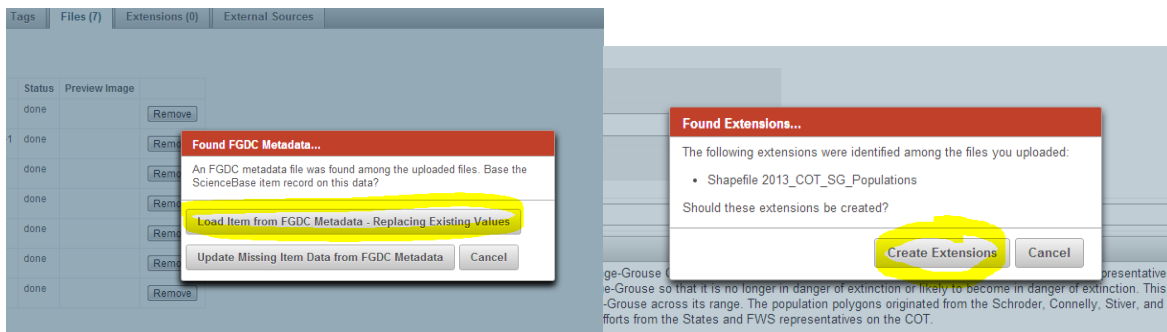 Tags Files (7) Extensions (0) External Sources
Status Preview Image
done Remove
1 done Remo
done Remo
done Remo
done Remo
done Remo
done Remove
Found FGDC Metadata...
An FGDC metadata file was found among the uploaded files. Base the
ScienceBase item record on this data?
Load Item from FGDC Metadata - Replacing Existing Values
Update Missing Item Data from FGDC Metadata Cancel
Found Extensions...
The following extensions were identified among the files you uploaded:
• Shapefile 2013_COT_SG_Populations
Should these extensions be created?
Create Extensions Cancel
ge-Grouse presentative
e-Grouse so that it is no longer in danger of extinction or likely to become in danger of extinction. This
-Grouse across its range. The population polygons originated from the Schroder, Connelly, Stiver, and
fforts from the States and FWS representatives on the COT.